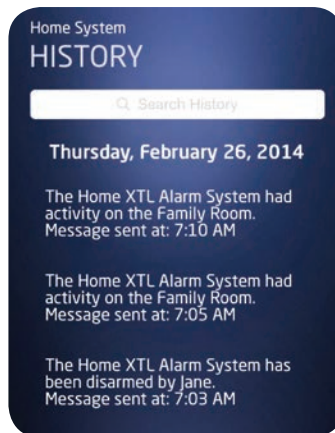 Home System
HISTORY
Search History
Thursday, February 26, 2014
The Home XTL Alarm System had
activity on the Family Room.
Message sent at: 7:10 AM
The Home XTL Alarm System had
activity on the Family Room.
Message sent at: 7:05 AM
The Home XTL Alarm System has
been disarmed by Jane.
Message sent at: 7:03 AM